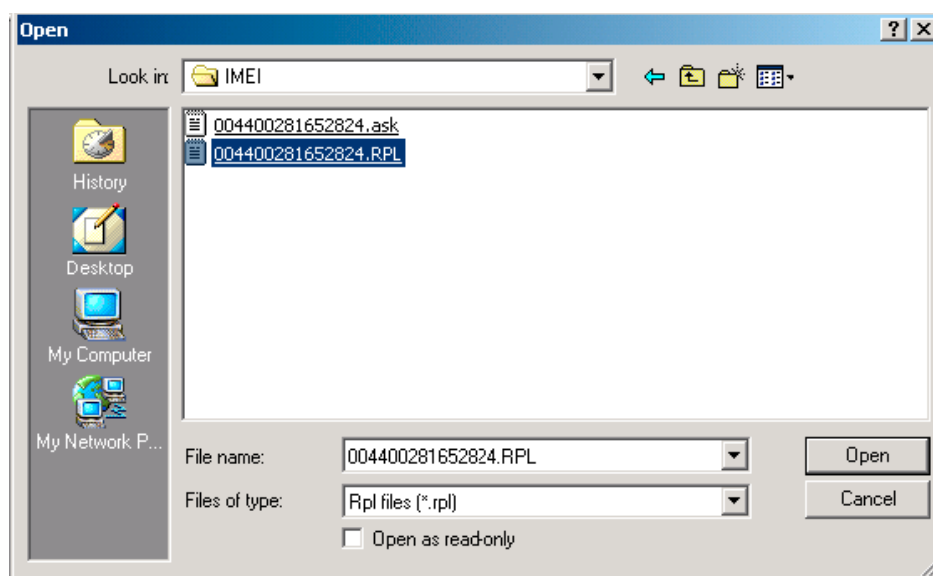 Open
Look in:
IMEI
004400281652824.ask
004400281652824.RPL
History
Desktop
My Computer
My Network P...
File name:
004400281652824.RPL
Open
Files of type:
Rpl files (*.rpl)
Cancel
Open as read-only